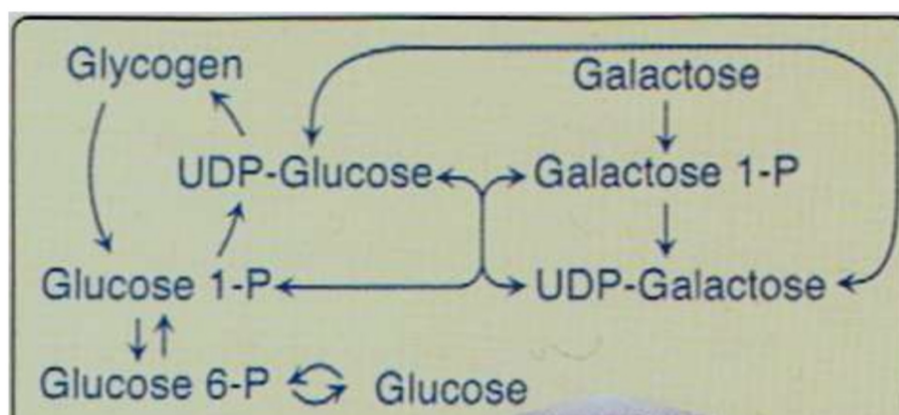 Glycogen
Galactose
UDP-Glucose
Galactose 1-P
Glucose 1-P
UDP-Galactose
Glucose 6-P
Glucose